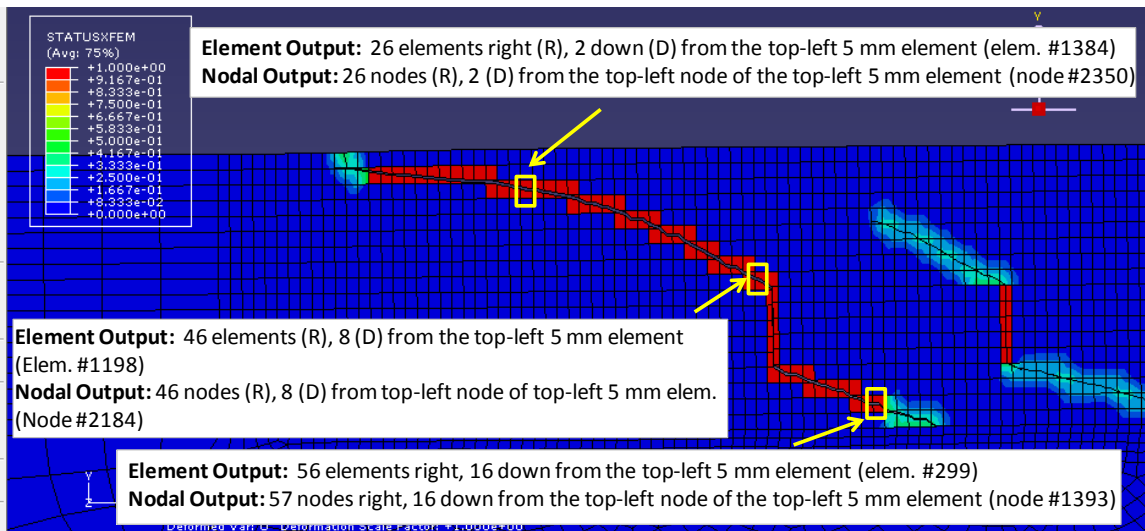 STATUSXFEM
(Avg: 75%)
+1.000e+00
+9.167e-01
+8.333e-01
+7.500e-01
+6.667e-01
+5.833e-01
+5.000e-01
+4.167e-01
+3.333e-01
+2.500e-01
+1.667e-01
+8.333e-02
+0.000e+00
Element Output: 26 elements right (R), 2 down (D) from the top-left 5 mm element (elem. #1384)
Nodal Output: 26 nodes (R), 2 (D) from the top-left node of the top-left 5 mm element (node #2350)
Y
Element Output: 46 elements (R), 8 (D) from the top-left 5 mm element
(Elem. #1198)
Nodal Output: 46 nodes (R), 8 (D) from top-left node of top-left 5 mm elem.
(Node #2184)
Element Output: 56 elements right, 16 down from the top-left 5 mm element (elem. #299)
Nodal Output: 57 nodes right, 16 down from the top-left node of the top-left 5 mm element (node #1393)
Y
Z
Deformed Var: U Deformation Scale Factor: +1.000e+00